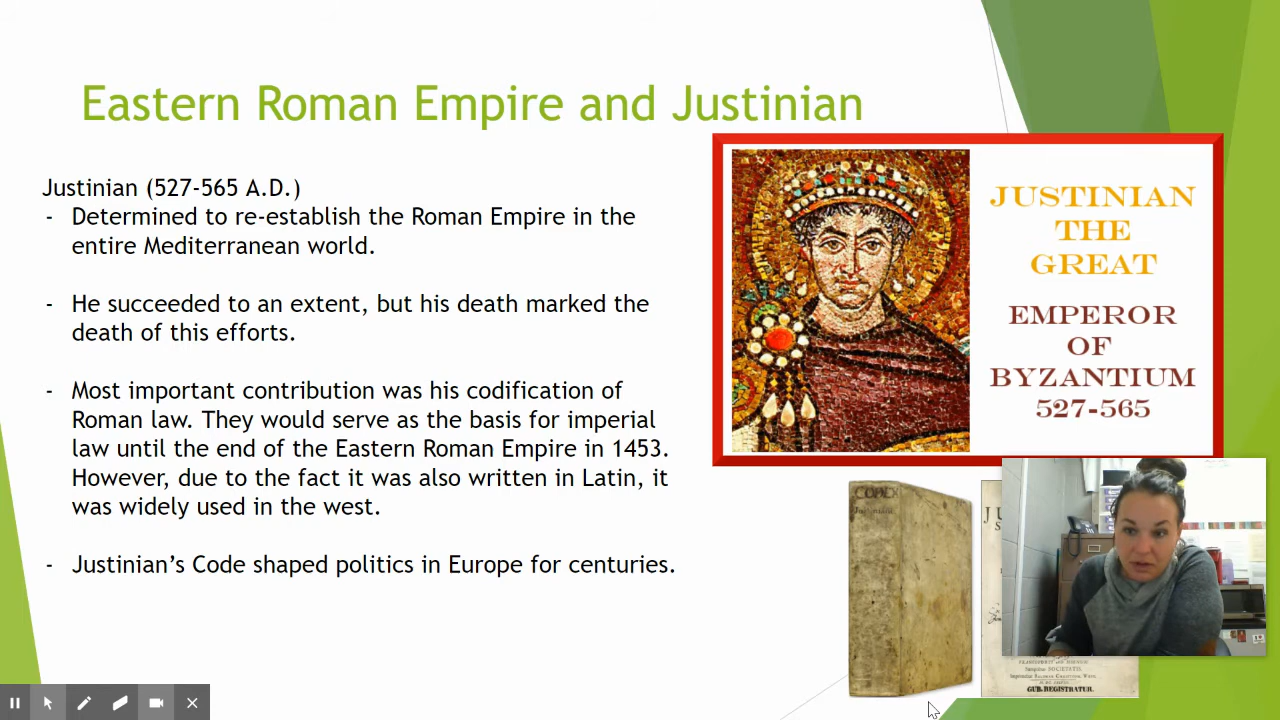 Eastern Roman Empire and Justinian
Justinian (527-565 A.D.)
- Determined to re-establish the Roman Empire in the
entire Mediterranean world.
- He succeeded to an extent, but his death marked the
death of this efforts.
- Most important contribution was his codification of
Roman law. They would serve as the basis for imperial
law until the end of the Eastern Roman Empire in 1453.
However, due to the fact it was also written in Latin, it
was widely used in the west.
- Justinian’s Code shaped politics in Europe for centuries.
JUSTINIAN
THE
GREAT
EMPEROR
OF
BYZANTIUM
527-565
CODEX
Sumptibus SOCIETATIS.
GUB. REGISTRATUR.